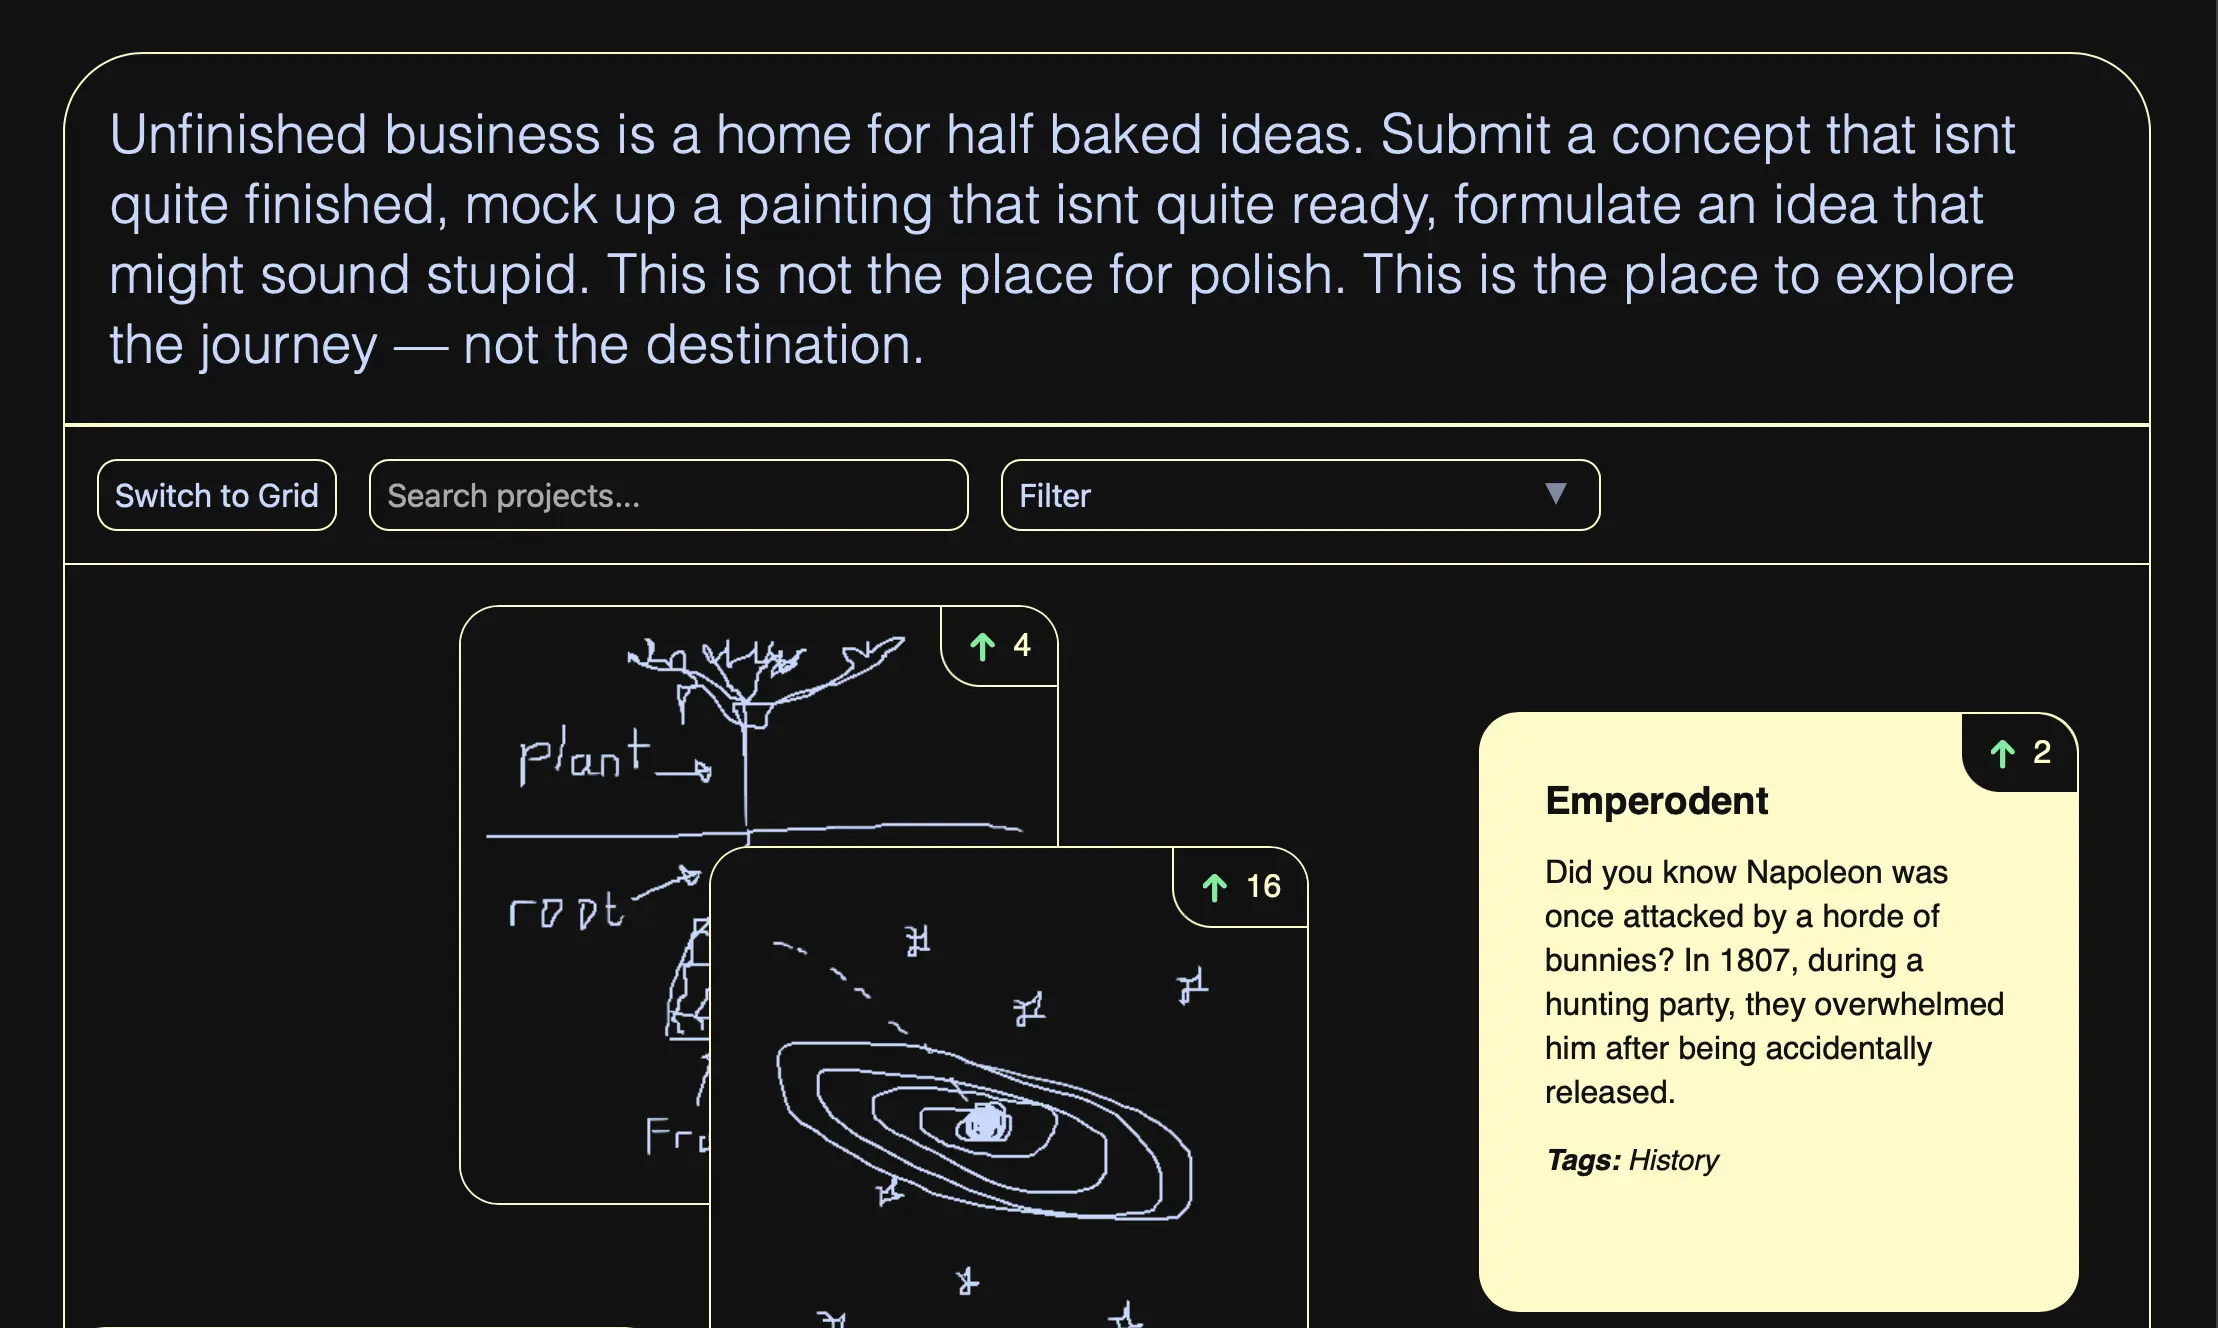 Unfinished business is a home for half baked ideas. Submit a concept that isnt
quite finished, mock up a painting that isnt quite ready, formulate an idea that
might sound stupid. This is not the place for polish. This is the place to explore
the journey — not the destination.
Switch to Grid
Search projects...
Filter
4
plant
root
16
2
Emperodent
Did you know Napoleon was
once attacked by a horde of
bunnies? In 1807, during a
hunting party, they overwhelmed
him after being accidentally
released.
Tags: History